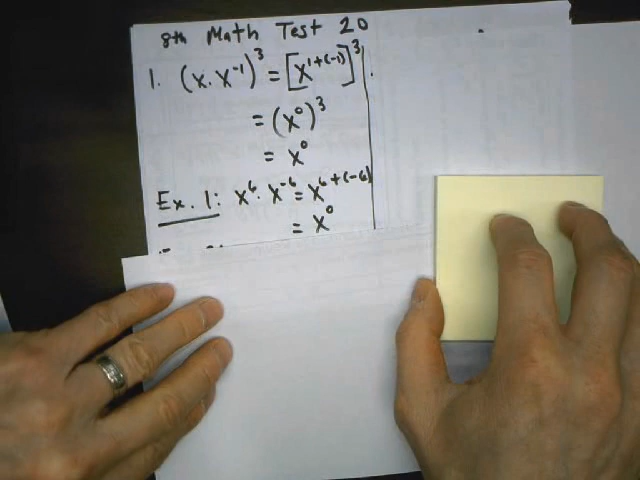 8th Math Test 20
1. (x·x⁻¹)³ = [x¹⁺⁽⁻¹⁾]³
= (x⁰)³
= x⁰
Ex. 1: x⁶·x⁻⁶ = x⁶⁺⁽⁻⁶⁾
= x⁰